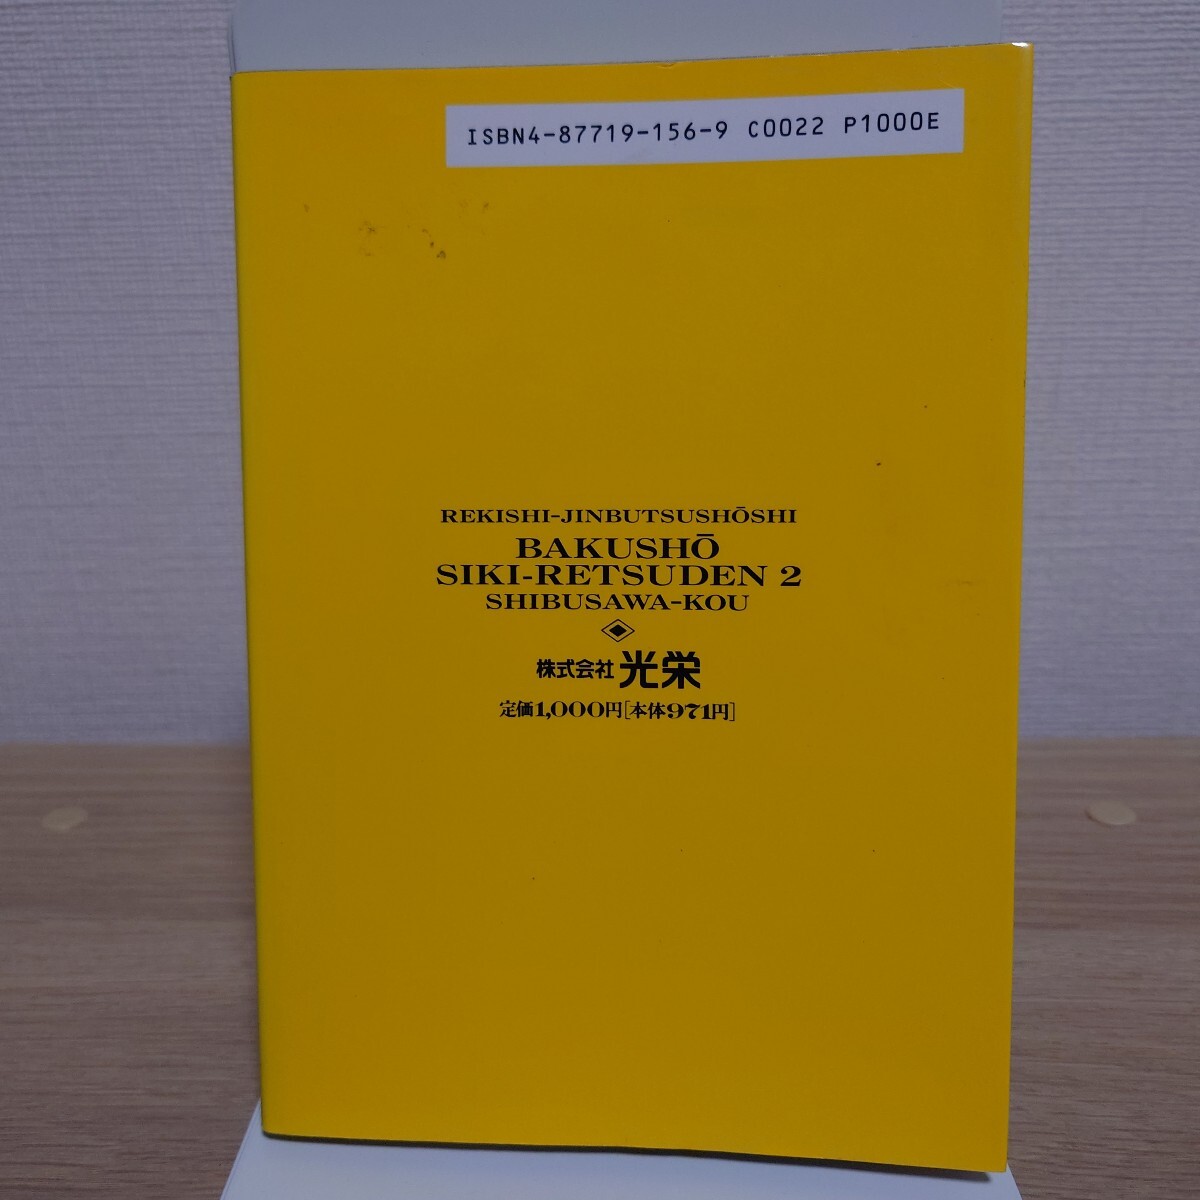 ISBN4-87719-156-9 C0022 P1000E
REKISHI-JINBUTSUSHŌSHI
BAKUSHŌ
SIKI-RETSUDEN 2
SHIBUSAWA-KOU
株式会社 光栄
定価1,000円[本体971円]